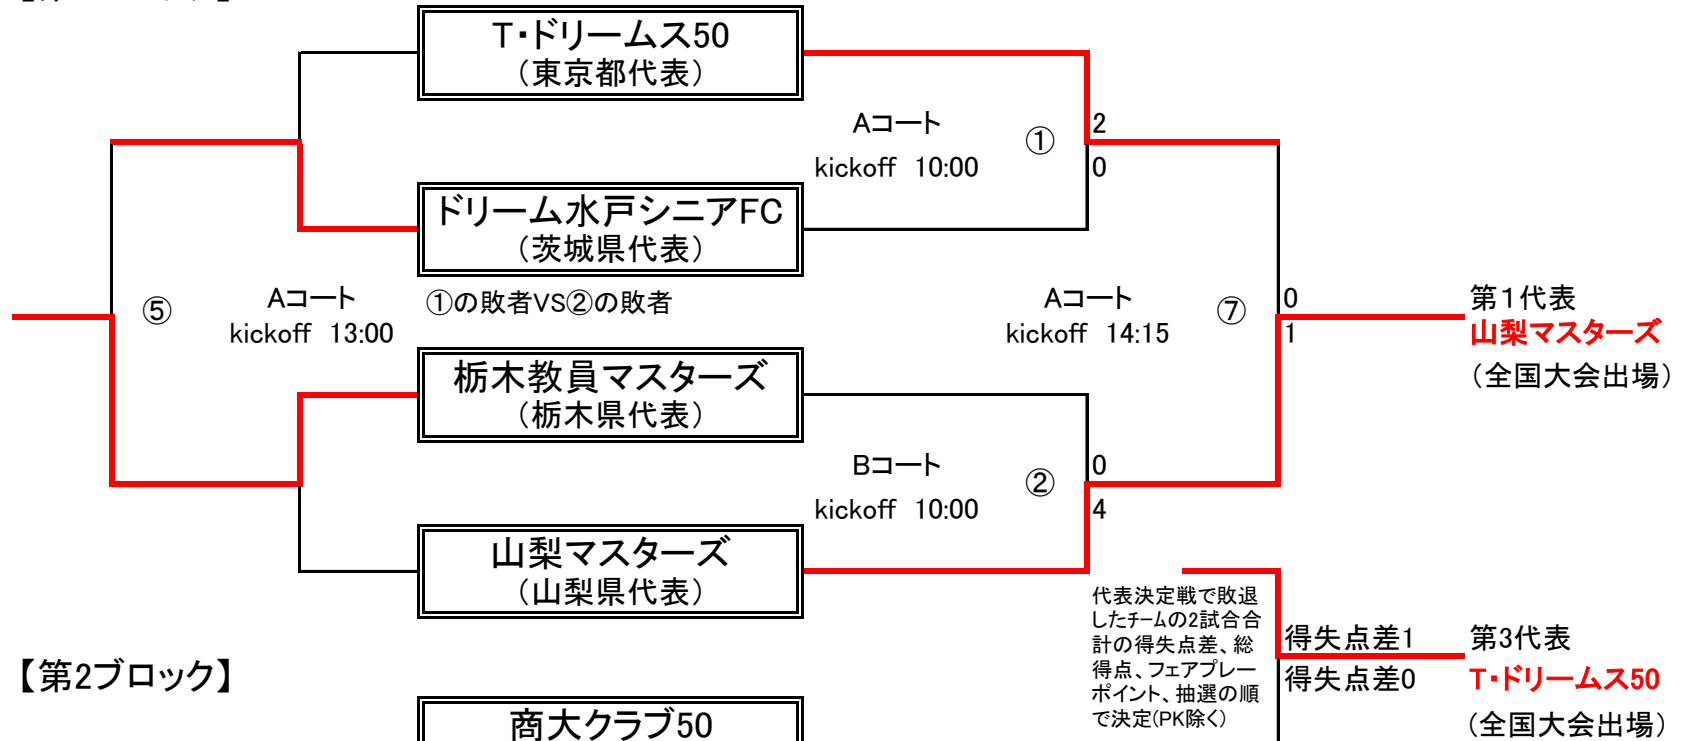 T・ドリームス50
（東京都代表）
Aコート
kickoff 10:00
①
2
0
ドリーム水戸シニアFC
（茨城県代表）
⑤
Aコート
kickoff 13:00
①の敗者VS②の敗者
Aコート
kickoff 14:15
⑦
0
1
第１代表
山梨マスターズ
（全国大会出場）
栃木教員マスターズ
（栃木県代表）
Bコート
kickoff 10:00
②
0
4
山梨マスターズ
（山梨県代表）
代表決定戦で敗退
したチームの2試合合
計の得失点差、総
得点、フェアプレー
ポイント、抽選の順
で決定(PK除く）
得失点差1
得失点差0
第3代表
T・ドリームス50
（全国大会出場）
【第2ブロック】
商大クラブ50